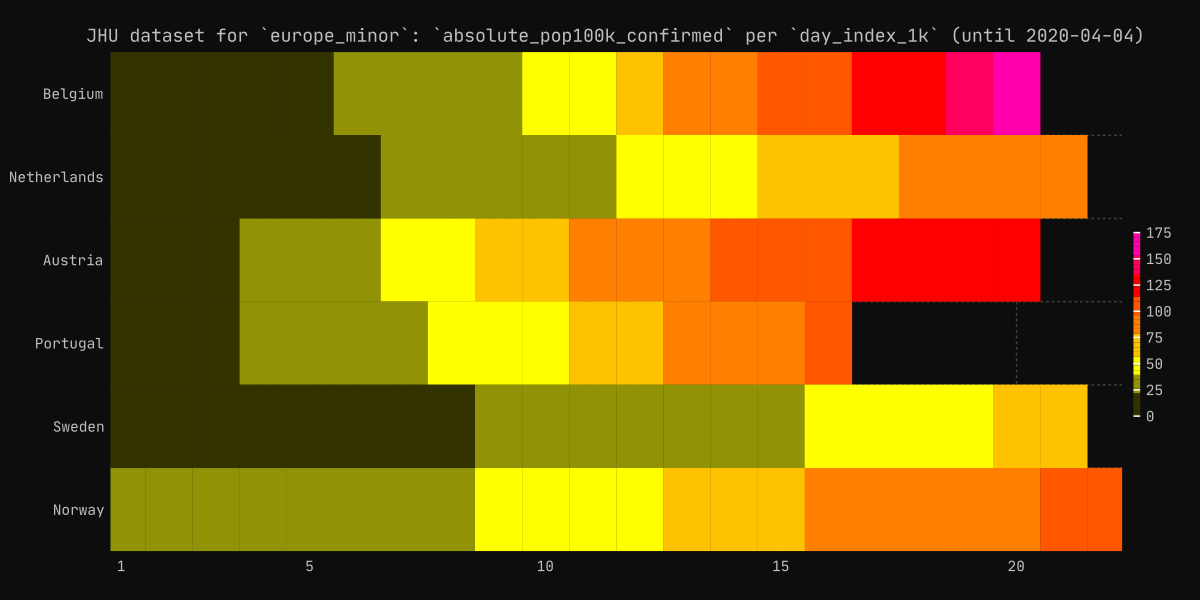 JHU dataset for `europe_minor`: `absolute_pop100k_confirmed` per `day_index_1k` (until 2020-04-04)
Belgium
Netherlands
Austria
Portugal
Sweden
Norway
175
150
125
100
75
50
25
0
1 5 10 15 20